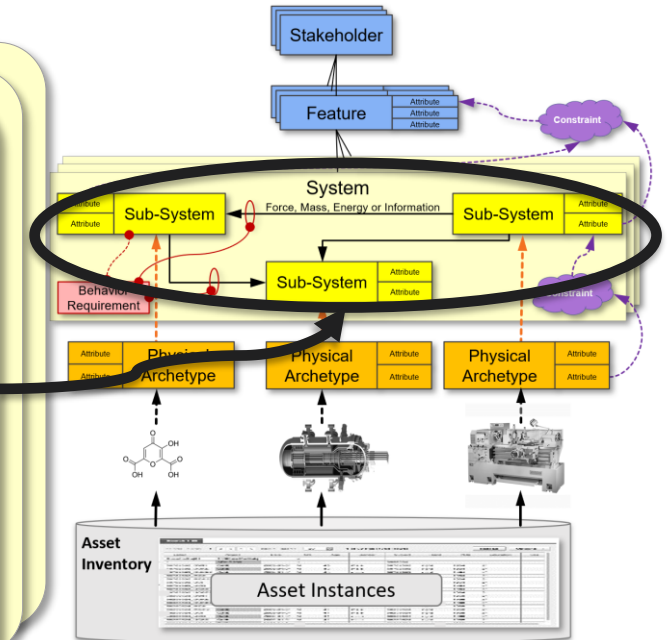 Stakeholder
Feature
Attribute
Attribute
Attribute
Constraint
System
Force, Mass, Energy or Information
Attribute
Sub-System
Sub-System
Attribute
Attribute
Attribute
Sub-System
Attribute
Attribute
Behavior
Requirement
Constraint
Attribute
Attribute
Physical
Archetype
Physical
Archetype
Attribute
Attribute
Physical
Archetype
Attribute
Attribute
O
OH
O
O
O
OH
OH
Asset
Inventory
Asset Instances